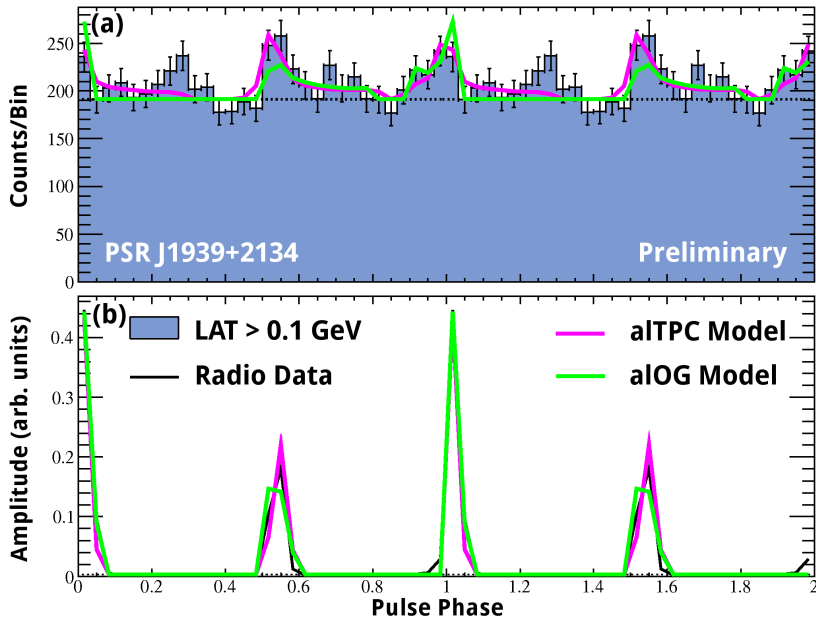 (a)
250
200
150
100
50
0
Counts/Bin
PSR J1939+2134 Preliminary
(b)
LAT > 0.1 GeV alTPC Model
Radio Data alOG Model
0.4
0.3
0.2
0.1
0
Amplitude (arb. units)
0 0.2 0.4 0.6 0.8 1 1.2 1.4 1.6 1.8 2
Pulse Phase